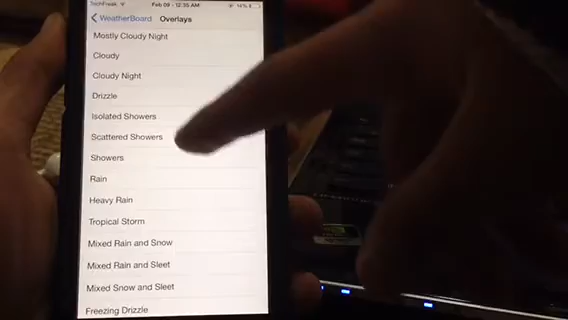 TechFreak Feb 09 - 12:35 AM 14%
WeatherBoard Overlays
Mostly Cloudy Night
Cloudy
Cloudy Night
Drizzle
Isolated Showers
Scattered Showers
Showers
Rain
Heavy Rain
Tropical Storm
Mixed Rain and Snow
Mixed Rain and Sleet
Mixed Snow and Sleet
Freezing Drizzle